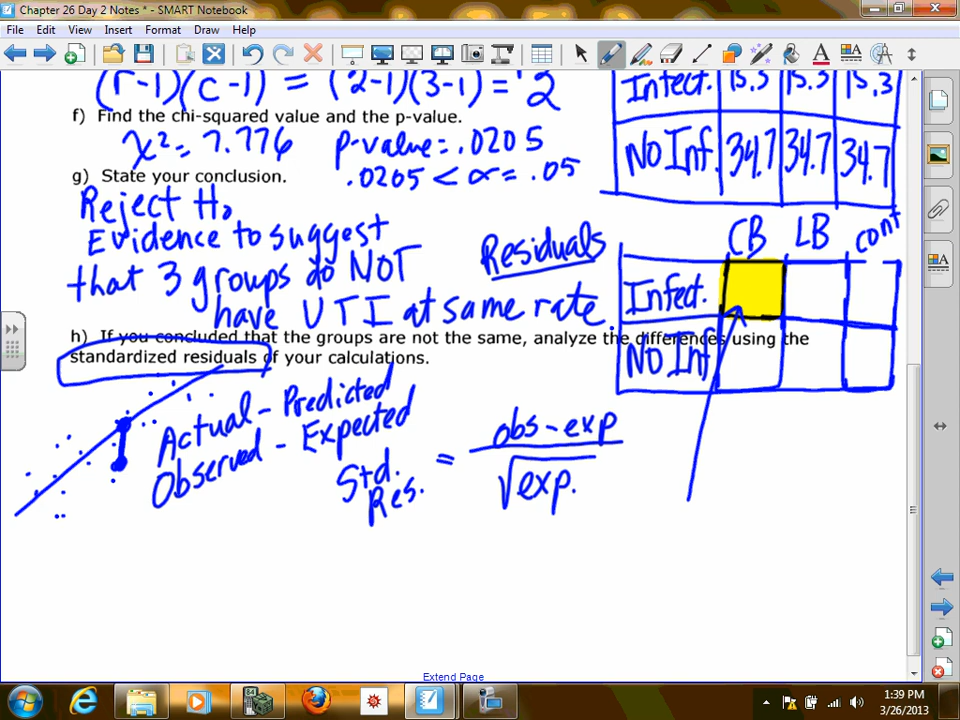 Chapter 26 Day 2 Notes * - SMART Notebook
File Edit View Insert Format Draw Help
(r-1)(c-1) = (2-1)(3-1) = 2
Infect. 15.3 15.3 15.3
f) Find the chi-squared value and the p-value.
χ² = 7.776 p-value = .0205
No Inf. 34.7 34.7 34.7
g) State your conclusion.
.0205 < α = .05
Reject H₀
Evidence to suggest
that 3 groups do NOT
have UTI at same rate.
Residuals
CB LB cont
Infect.
No Inf
h) If you concluded that the groups are not the same, analyze the differences using the
standardized residuals of your calculations.
Actual - Predicted
Observed - Expected
Std. Res. = obs - exp / √exp.
Extend Page
1:39 PM
3/26/2013